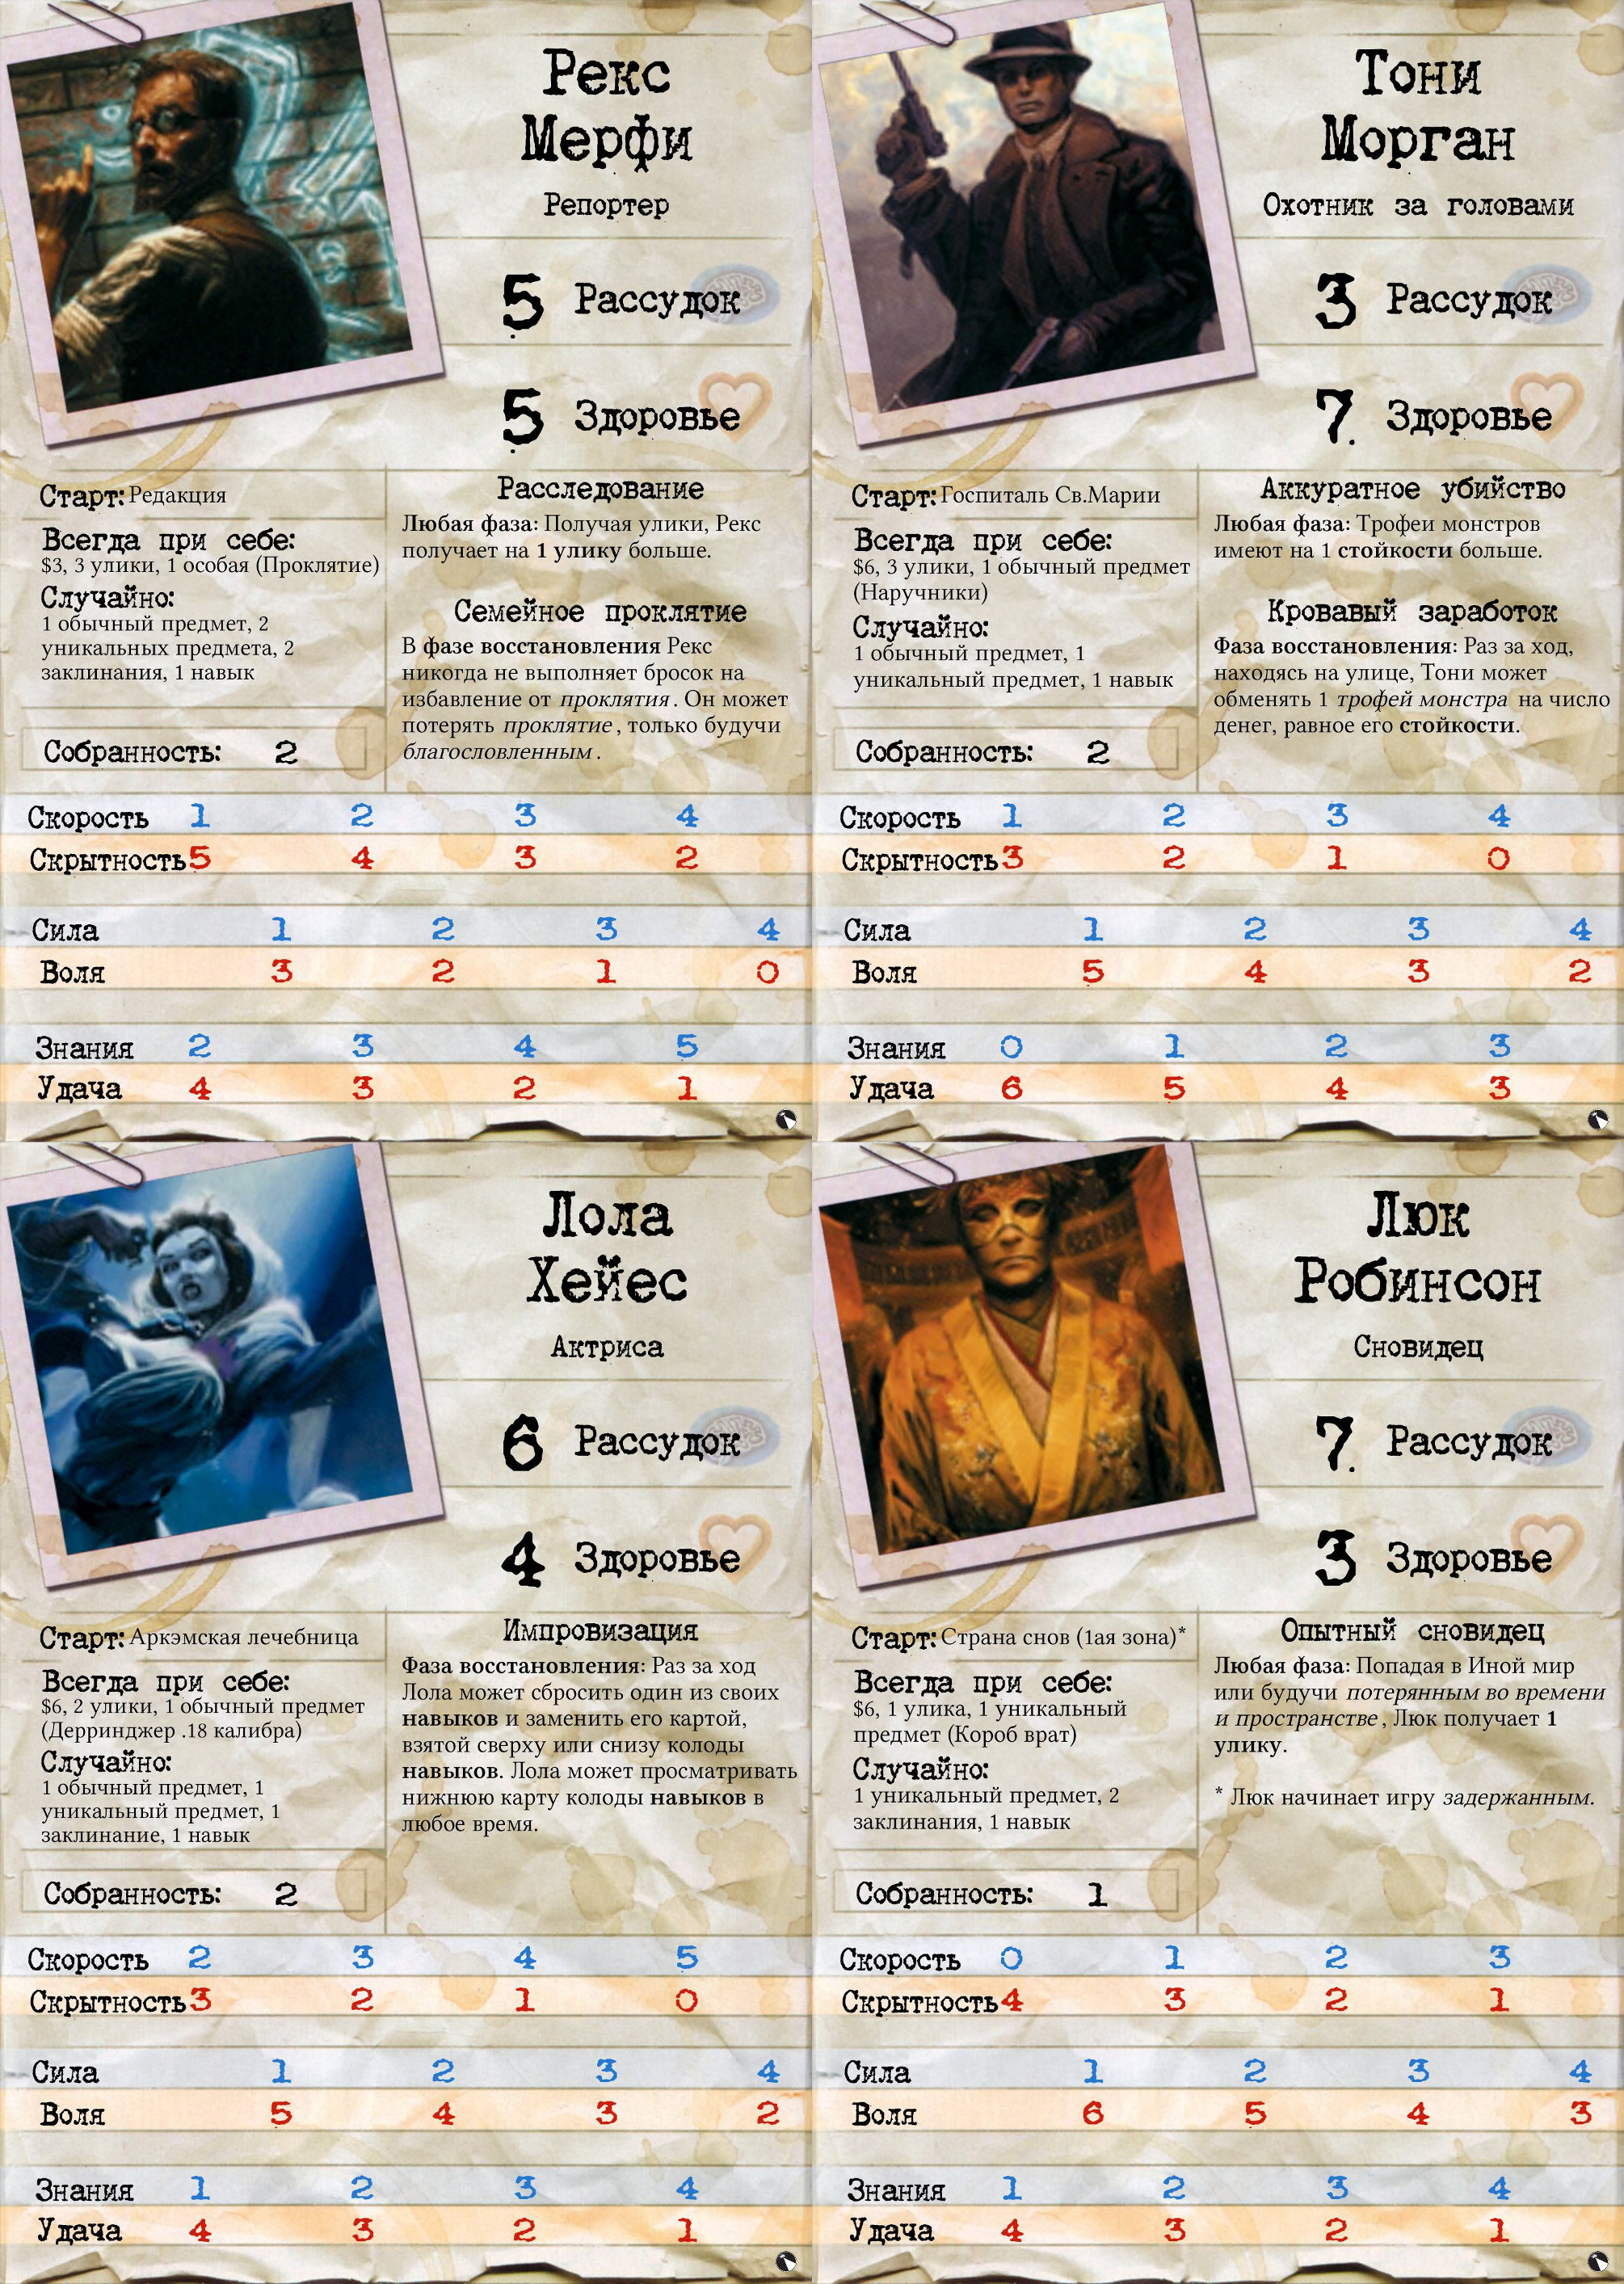 Рекс
Мерфи
Репортер
5 Рассудок
5 Здоровье
Старт: Редакция
Всегда при себе:
$3, 3 улики, 1 особая (Проклятие)
Случайно:
1 обычный предмет, 2
уникальных предмета, 2
заклинания, 1 навык
Собранность: 2
Расследование
Любая фаза: Получая улики, Рекс
получает на 1 улику больше.
Семейное проклятие
В фазе восстановления Рекс
никогда не выполняет бросок на
избавление от проклятия. Он может
потерять проклятие, только будучи
благословленным.
Скорость 1 2 3 4
Скрытность 5 4 3 2
Сила 1 2 3 4
Воля 3 2 1 0
Знания 2 3 4 5
Удача 4 3 2 1
Тони
Морган
Охотник за головами
3 Рассудок
7 Здоровье
Старт: Госпиталь Св.Марии
Всегда при себе:
$6, 3 улики, 1 обычный предмет
(Наручники)
Случайно:
1 обычный предмет, 1
уникальный предмет, 1 навык
Собранность: 2
Аккуратное убийство
Любая фаза: Трофеи монстров
имеют на 1 стойкости больше.
Кровавый заработок
Фаза восстановления: Раз за ход,
находясь на улице, Тони может
обменять 1 трофей монстра на число
денег, равное его стойкости.
Скорость 1 2 3 4
Скрытность 3 2 1 0
Сила 1 2 3 4
Воля 5 4 3 2
Знания 0 1 2 3
Удача 6 5 4 3
Лола
Хейес
Актриса
6 Рассудок
4 Здоровье
Старт: Аркэмская лечебница
Всегда при себе:
$6, 2 улики, 1 обычный предмет
(Дерринджер .18 калибра)
Случайно:
1 обычный предмет, 1
уникальный предмет, 1
заклинание, 1 навык
Собранность: 2
Импровизация
Фаза восстановления: Раз за ход
Лола может сбросить один из своих
навыков и заменить его картой,
взятой сверху или снизу колоды
навыков. Лола может просматривать
нижнюю карту колоды навыков в
любое время.
Скорость 2 3 4 5
Скрытность 3 2 1 0
Сила 1 2 3 4
Воля 5 4 3 2
Знания 1 2 3 4
Удача 4 3 2 1
Люк
Робинсон
Сновидец
7 Рассудок
3 Здоровье
Старт: Страна снов (1ая зона)*
Всегда при себе:
$6, 1 улика, 1 уникальный
предмет (Короб врат)
Случайно:
1 уникальный предмет, 2
заклинания, 1 навык
Собранность: 1
Опытный сновидец
Любая фаза: Попадая в Иной мир
или будучи потерянным во времени
и пространстве, Люк получает 1
улику.
* Люк начинает игру задержанным.
Скорость 0 1 2 3
Скрытность 4 3 2 1
Сила 1 2 3 4
Воля 6 5 4 3
Знания 1 2 3 4
Удача 4 3 2 1